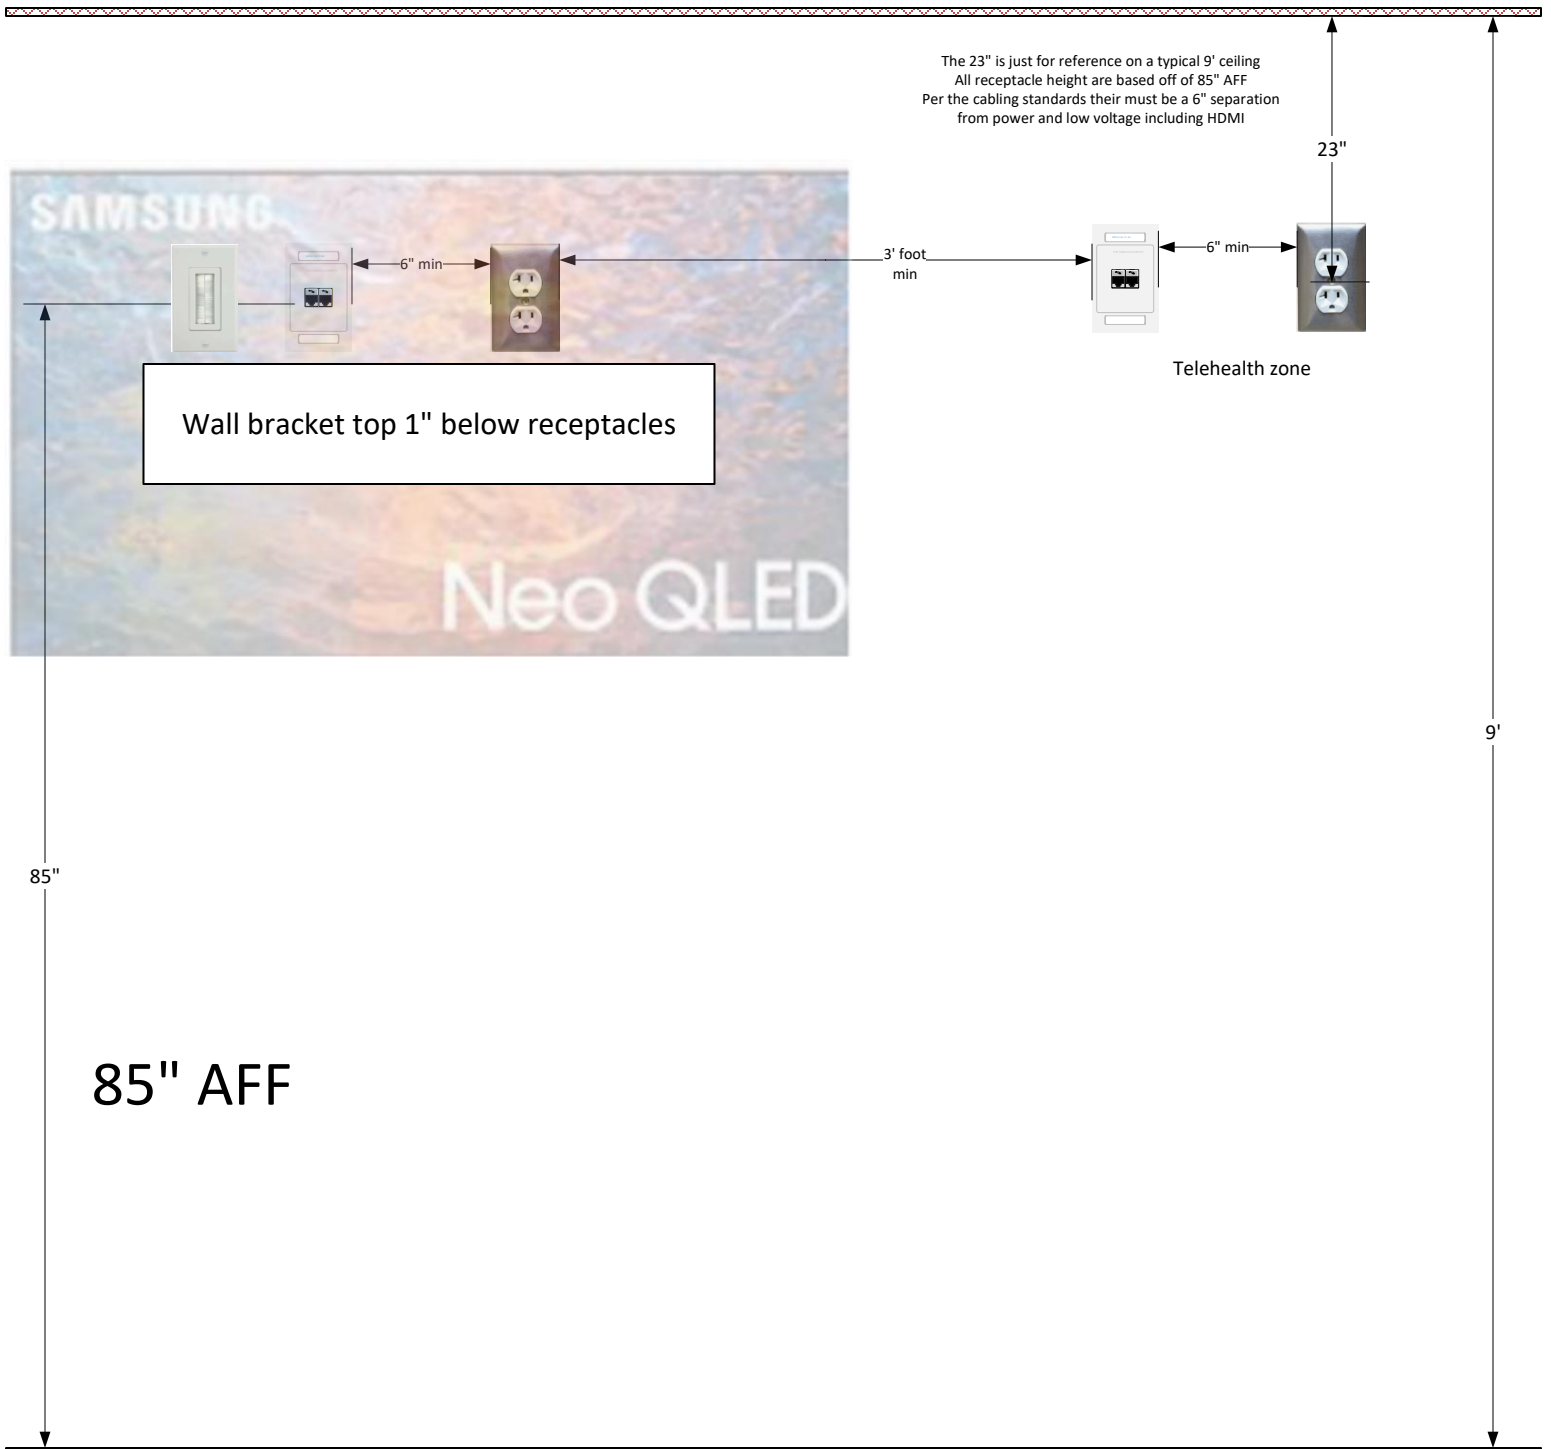 The 23" is just for reference on a typical 9' ceiling
All receptacle height are based off of 85" AFF
Per the cabling standards their must be a 6" separation
from power and low voltage including HDMI
23"
SAMSUNG
6" min
3' foot
min
6" min
Telehealth zone
Wall bracket top 1" below receptacles
Neo QLED
9'
85"
85" AFF